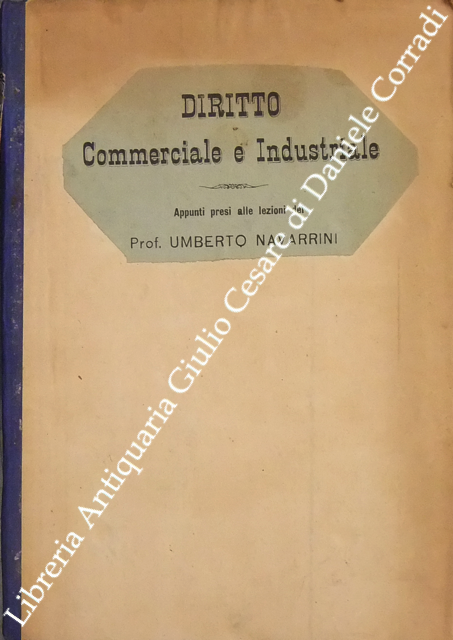 DIRITTO
Commerciale e Industriale
Appunti presi alle lezioni del
Prof. UMBERTO NAVARRINI
Libreria Antiquaria Giulio Cesare di Daniele Corradi